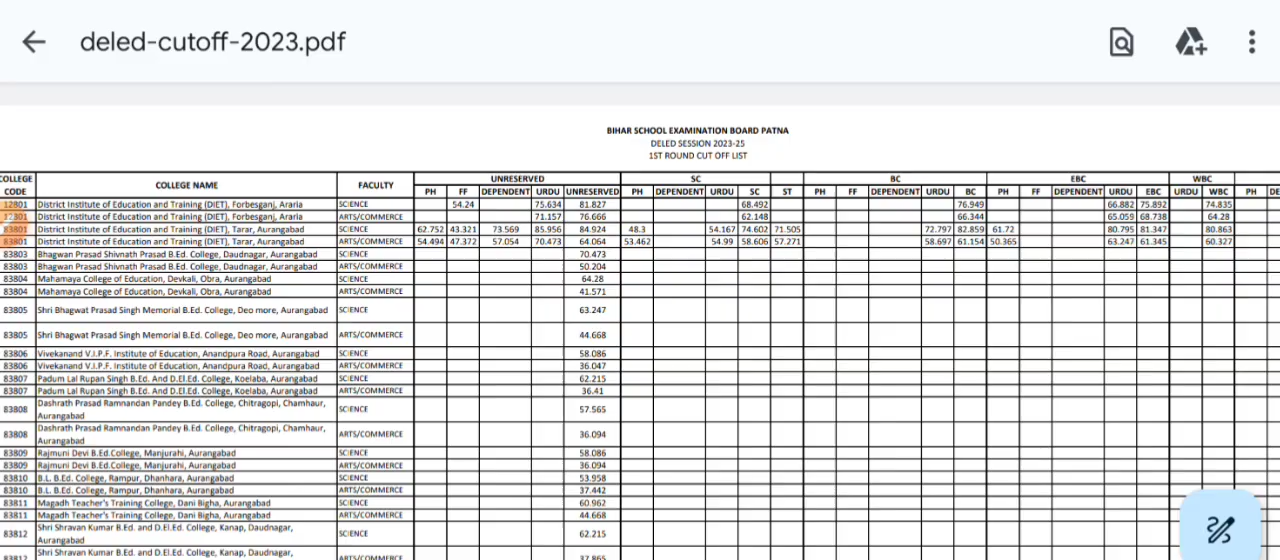 deled-cutoff-2023.pdf
BIHAR SCHOOL EXAMINATION BOARD PATNA
DELED SESSION 2023-25
1ST ROUND CUT OFF LIST
UNRESERVED SC BC EBC WBC
COLLEGE CODE COLLEGE NAME FACULTY PH FF DEPENDENT URDU UNRESERVED PH DEPENDENT URDU SC ST PH FF DEPENDENT URDU BC PH FF DEPENDENT URDU EBC URDU WBC PH DE
12801 District Institute of Education and Training (DIET), Forbesganj, Araria SCIENCE 54.24 75.634 81.827 68.492 76.949 66.882 75.892 74.835
12801 District Institute of Education and Training (DIET), Forbesganj, Araria ARTS/COMMERCE 71.157 76.666 62.148 66.344 65.059 68.738 64.28
83801 District Institute of Education and Training (DIET), Tarar, Aurangabad SCIENCE 62.752 43.321 73.569 85.956 84.924 48.3 54.167 74.602 71.505 72.797 82.859 61.72 80.795 81.347 80.863
83801 District Institute of Education and Training (DIET), Tarar, Aurangabad ARTS/COMMERCE 54.494 47.372 57.054 70.473 64.064 53.462 54.99 58.606 57.271 58.697 61.154 50.365 63.247 61.345 60.327
83803 Bhagwan Prasad Shivnath Prasad B.Ed. College, Daudnagar, Aurangabad SCIENCE 70.473
83803 Bhagwan Prasad Shivnath Prasad B.Ed. College, Daudnagar, Aurangabad ARTS/COMMERCE 50.204
83804 Mahamaya College of Education, Devkali, Obra, Aurangabad SCIENCE 64.28
83804 Mahamaya College of Education, Devkali, Obra, Aurangabad ARTS/COMMERCE 41.571
83805 Shri Bhagwat Prasad Singh Memorial B.Ed. College, Deo more, Aurangabad SCIENCE 63.247
83805 Shri Bhagwat Prasad Singh Memorial B.Ed. College, Deo more, Aurangabad ARTS/COMMERCE 44.668
83806 Vivekanand V.I.P.F. Institute of Education, Anandpura Road, Aurangabad SCIENCE 58.086
83806 Vivekanand V.I.P.F. Institute of Education, Anandpura Road, Aurangabad ARTS/COMMERCE 36.047
83807 Padum Lal Rupan Singh B.Ed. And D.El.Ed. College, Koelaba, Aurangabad SCIENCE 62.215
83807 Padum Lal Rupan Singh B.Ed. And D.El.Ed. College, Koelaba, Aurangabad ARTS/COMMERCE 36.41
83808 Dashrath Prasad Ramnandan Pandey B.Ed. College, Chitragopi, Chamhaur, Aurangabad SCIENCE 57.565
83808 Dashrath Prasad Ramnandan Pandey B.Ed. College, Chitragopi, Chamhaur, Aurangabad ARTS/COMMERCE 36.094
83809 Rajmuni Devi B.Ed.College, Manjurahi, Aurangabad SCIENCE 58.086
83809 Rajmuni Devi B.Ed.College, Manjurahi, Aurangabad ARTS/COMMERCE 36.094
83810 B.L. B.Ed. College, Rampur, Dhanhara, Aurangabad SCIENCE 53.958
83810 B.L. B.Ed. College, Rampur, Dhanhara, Aurangabad ARTS/COMMERCE 37.442
83811 Magadh Teacher's Training College, Dani Bigha, Aurangabad SCIENCE 60.962
83811 Magadh Teacher's Training College, Dani Bigha, Aurangabad ARTS/COMMERCE 44.668
83812 Shri Shravan Kumar B.Ed. and D.El.Ed. College, Kanap, Daudnagar, Aurangabad SCIENCE 62.215
83812 Shri Shravan Kumar B.Ed. and D.El.Ed. College, Kanap, Daudnagar, ARTS/COMMERCE 37.865